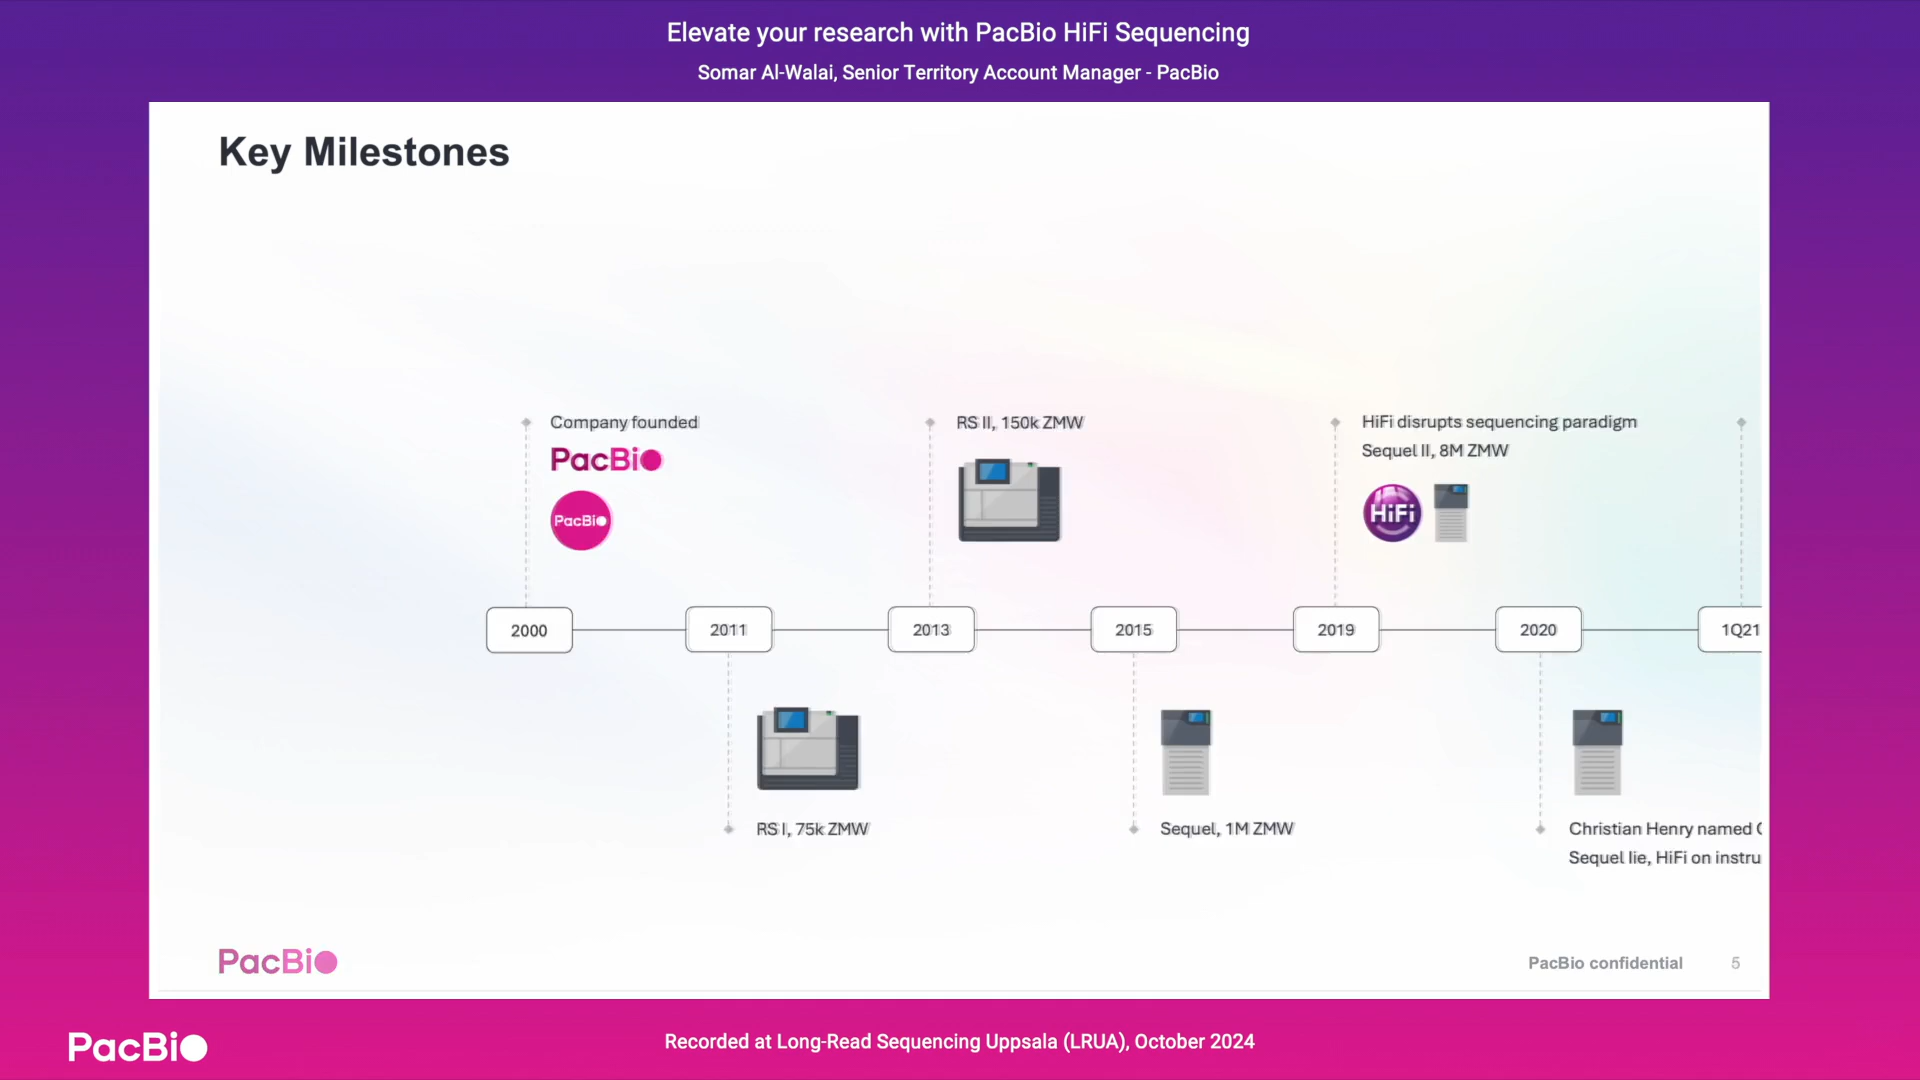 Elevate your research with PacBio HiFi Sequencing
Somar Al-Walai, Senior Territory Account Manager - PacBio
Key Milestones
Company founded
PacBio
PacBio
RS II, 150k ZMW
HiFi disrupts sequencing paradigm
Sequel II, 8M ZMW
HiFi
2000
2011
2013
2015
2019
2020
1Q21
RS I, 75k ZMW
Sequel, 1M ZMW
Christian Henry named
Sequel IIe, HiFi on instru
PacBio
PacBio confidential
5
PacBio
Recorded at Long-Read Sequencing Uppsala (LRUA), October 2024